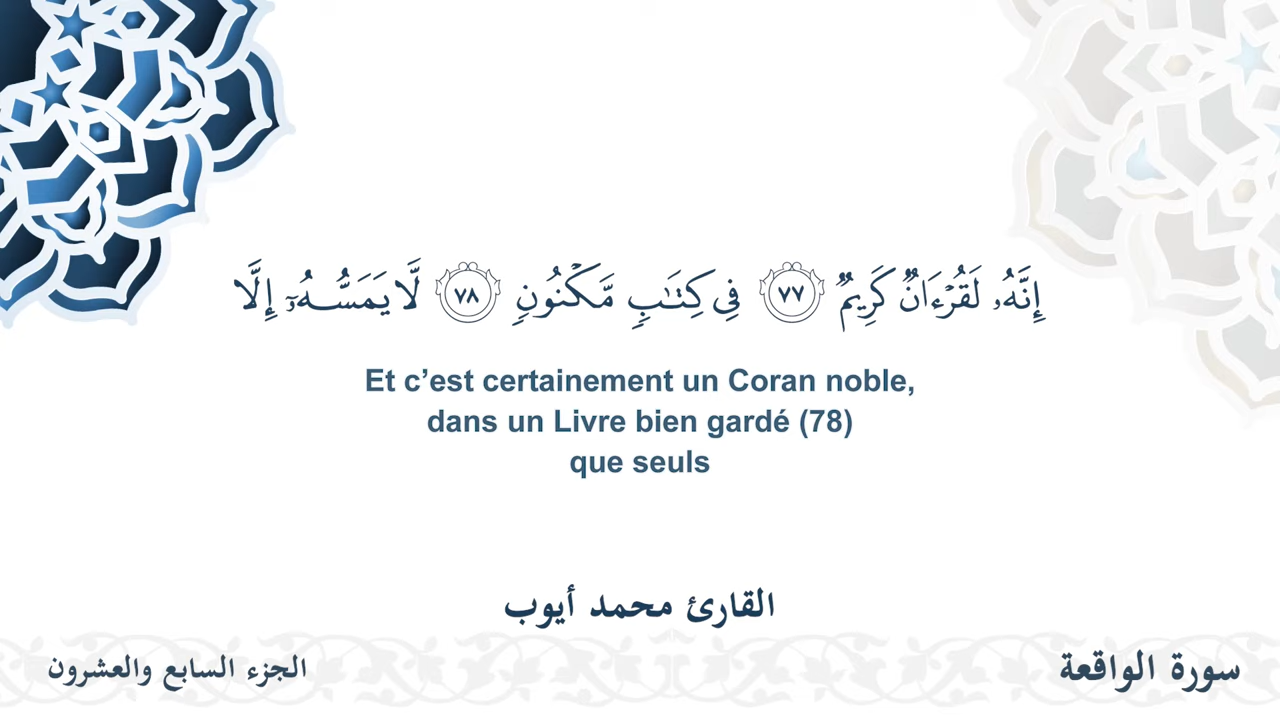 إِنَّهُۥ لَقُرْءَانٌ كَرِيمٌ ٧٧ فِى كِتَٰبٍ مَّكْنُونٍ ٧٨ لَّا يَمَسُّهُۥٓ إِلَّا
Et c’est certainement un Coran noble,
dans un Livre bien gardé (78)
que seuls
القارئ محمد أيوب
سورة الواقعة
الجزء السابع والعشرون